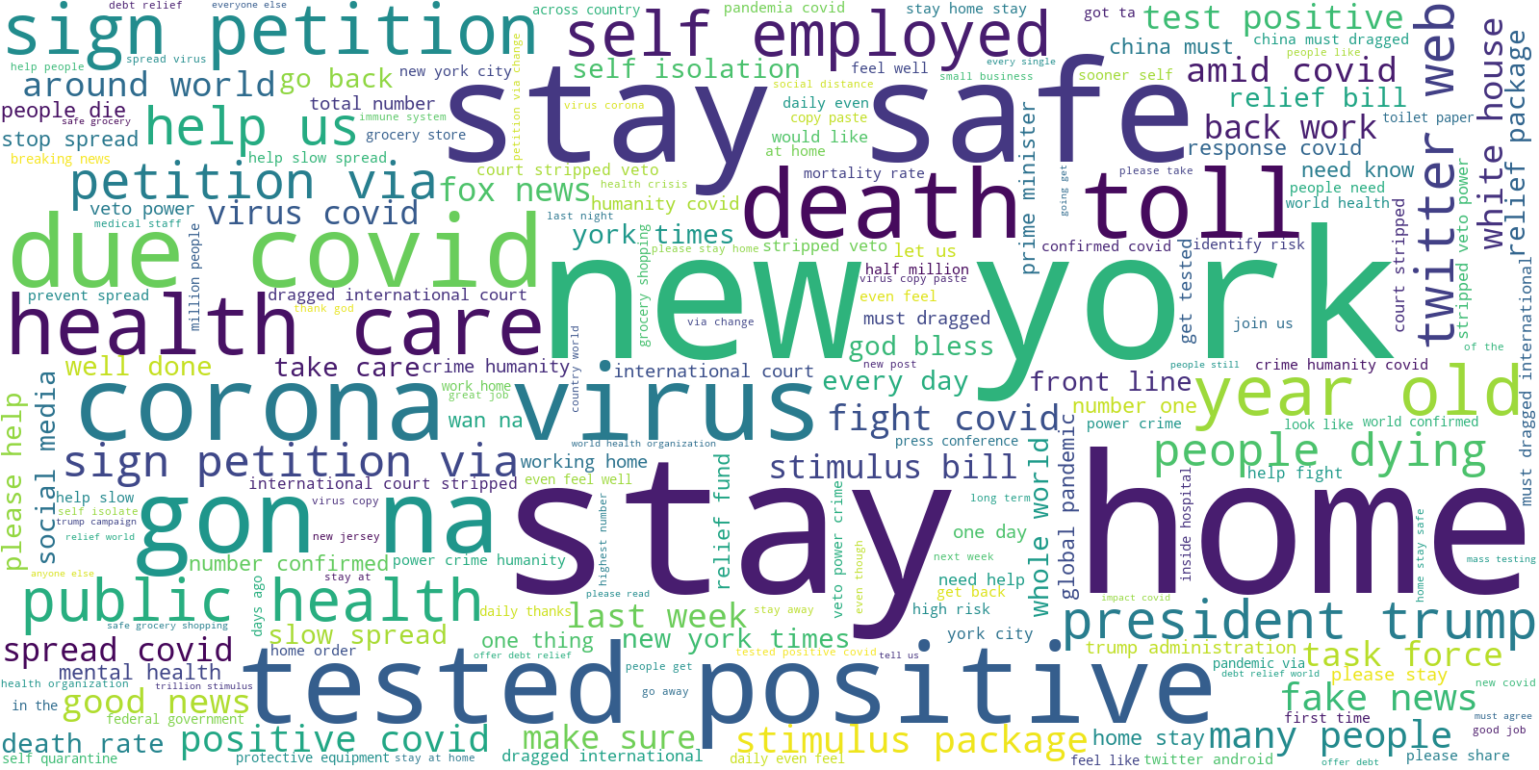 sign petition
debt relief
everyone else
self employed
across country
pandemia covid
stay home stay
got ta
test positive
help people
spread virus
china must
china must dragged
people like
around world
go back
new york city
petition via change
self isolation
feel well
every single
small business
sooner self
amid covid
web
twitter web
white house
relief package
people die
total number
virus corona
social distance
daily even
relief bill
safe grocery
help us
immune system
stay safe
copy paste
prime minister
back work
toilet paper
stop spread
grocery store
would like
response covid
breaking news
help slow spread
court stripped veto
at home
need know
petition via
fox news
health crisis
mortality rate
death toll
going get
please take
people need
world health
veto power
virus covid
humanity covid
medical staff
last night
million people
york times
please stay home
stripped veto
let us
confirmed covid
identify risk
court stripped
stripped veto power
due covid
new york
grocery shopping
half million
virus copy paste
get tested
prevent spread
dragged international court
even feel
thank god
health care
via change
must dragged
join us
god bless
of the
well done
take care
crime humanity
country world
international court
new post
people still
crime humanity covid
must dragged international
work home
great job
every day
front line
year old
corona virus
wan na
fight covid
number one
power crime
look like
world confirmed
please help
social media
world health organization
press conference
sign petition via
working home
stimulus bill
whole world
global pandemic
people dying
international court stripped
even feel well
help fight
help slow
virus copy
relief fund
long term
inside hospital
self isolate
trump campaign
gon na
stay home
relief world
new jersey
one day
highest number
veto power crime
even though
next week
home stay safe
mass testing
number confirmed
power crime humanity
anyone else
stay at
need help
public health
days ago
please read
get back
impact covid
daily thanks
last week
stay away
high risk
president trump
safe grocery shopping
slow spread
one thing
new york times
york city
spread covid
home order
offer debt relief
tested positive covid
tell us
trump administration
task force
mental health
tested positive
people get
pandemic via
debt relief world
please stay
health organization
trillion stimulus
go away
new covid
in the
good news
fake news
federal government
first time
must agree
death rate
positive covid
make sure
stimulus package
home stay
many people
good job
self quarantine
protective equipment
stay at home
dragged international
daily even feel
feel like
twitter android
offer debt
please share